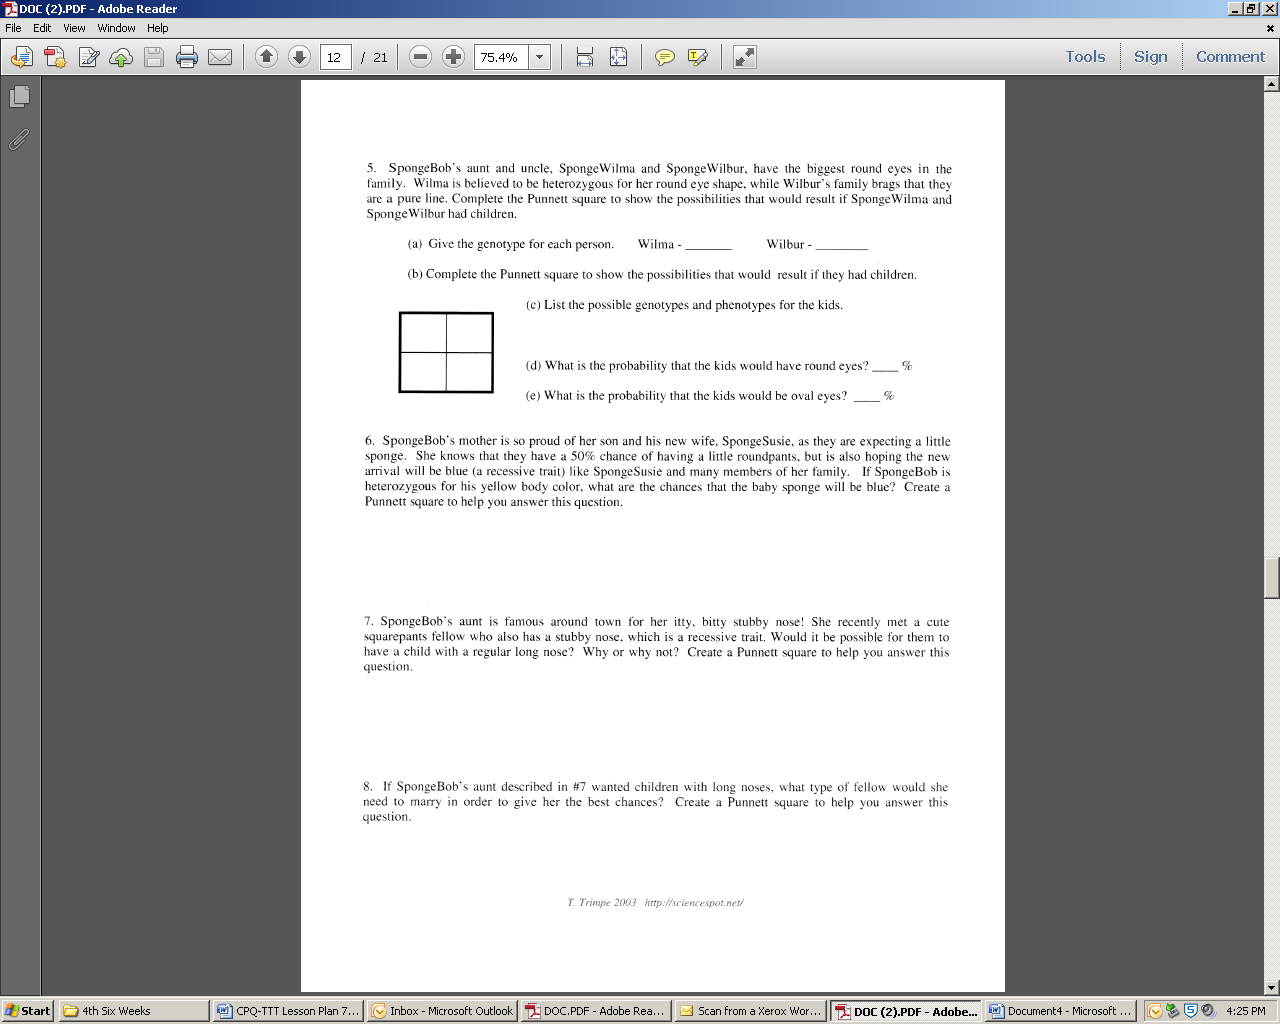 DOC (2).PDF - Adobe Reader
File Edit View Window Help
12 / 21 75.4% Tools Sign Comment
5. SpongeBob's aunt and uncle, SpongeWilma and SpongeWilbur, have the biggest round eyes in the
family. Wilma is believed to be heterozygous for her round eye shape, while Wilbur's family brags that they
are a pure line. Complete the Punnett square to show the possibilities that would result if SpongeWilma and
SpongeWilbur had children.
(a) Give the genotype for each person. Wilma - _______ Wilbur - ________
(b) Complete the Punnett square to show the possibilities that would result if they had children.
(c) List the possible genotypes and phenotypes for the kids.
(d) What is the probability that the kids would have round eyes? ____ %
(e) What is the probability that the kids would be oval eyes? ____ %
6. SpongeBob's mother is so proud of her son and his new wife, SpongeSusie, as they are expecting a little
sponge. She knows that they have a 50% chance of having a little roundpants, but is also hoping the new
arrival will be blue (a recessive trait) like SpongeSusie and many members of her family. If SpongeBob is
heterozygous for his yellow body color, what are the chances that the baby sponge will be blue? Create a
Punnett square to help you answer this question.
7. SpongeBob's aunt is famous around town for her itty, bitty stubby nose! She recently met a cute
squarepants fellow who also has a stubby nose, which is a recessive trait. Would it be possible for them to
have a child with a regular long nose? Why or why not? Create a Punnett square to help you answer this
question.
8. If SpongeBob's aunt described in #7 wanted children with long noses, what type of fellow would she
need to marry in order to give her the best chances? Create a Punnett square to help you answer this
question.
T. Trimpe 2003 http://sciencespot.net/
Start 4th Six Weeks CPQ-TTT Lesson Plan 7... Inbox - Microsoft Outlook DOC.PDF - Adobe Rea... Scan from a Xerox Wor... DOC (2).PDF - Adobe... Document4 - Microsoft ... 4:25 PM